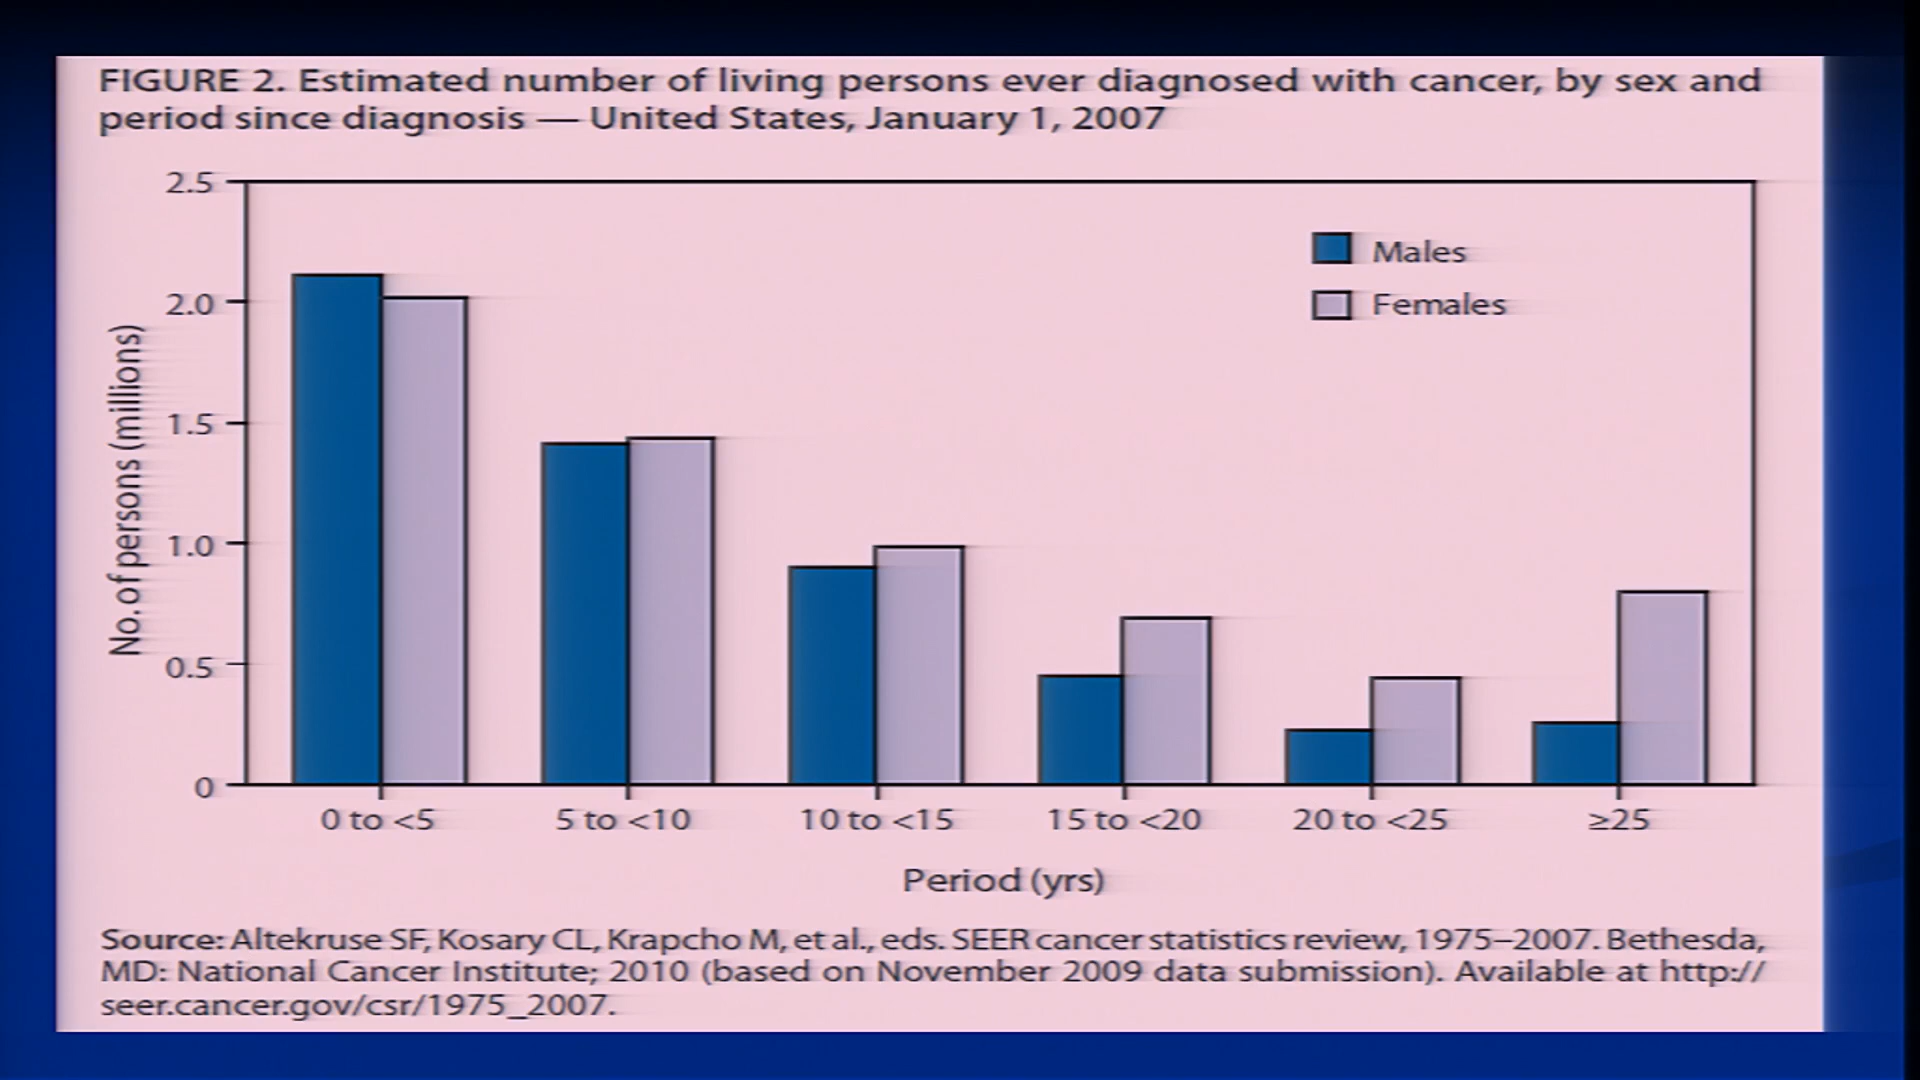 FIGURE 2. Estimated number of living persons ever diagnosed with cancer, by sex and
period since diagnosis — United States, January 1, 2007
2.5
2.0
1.5
1.0
0.5
0
No. of persons (millions)
Males
Females
0 to <5
5 to <10
10 to <15
15 to <20
20 to <25
≥25
Period (yrs)
Source: Altekruse SF, Kosary CL, Krapcho M, et al., eds. SEER cancer statistics review, 1975–2007. Bethesda,
MD: National Cancer Institute; 2010 (based on November 2009 data submission). Available at http://
seer.cancer.gov/csr/1975_2007.